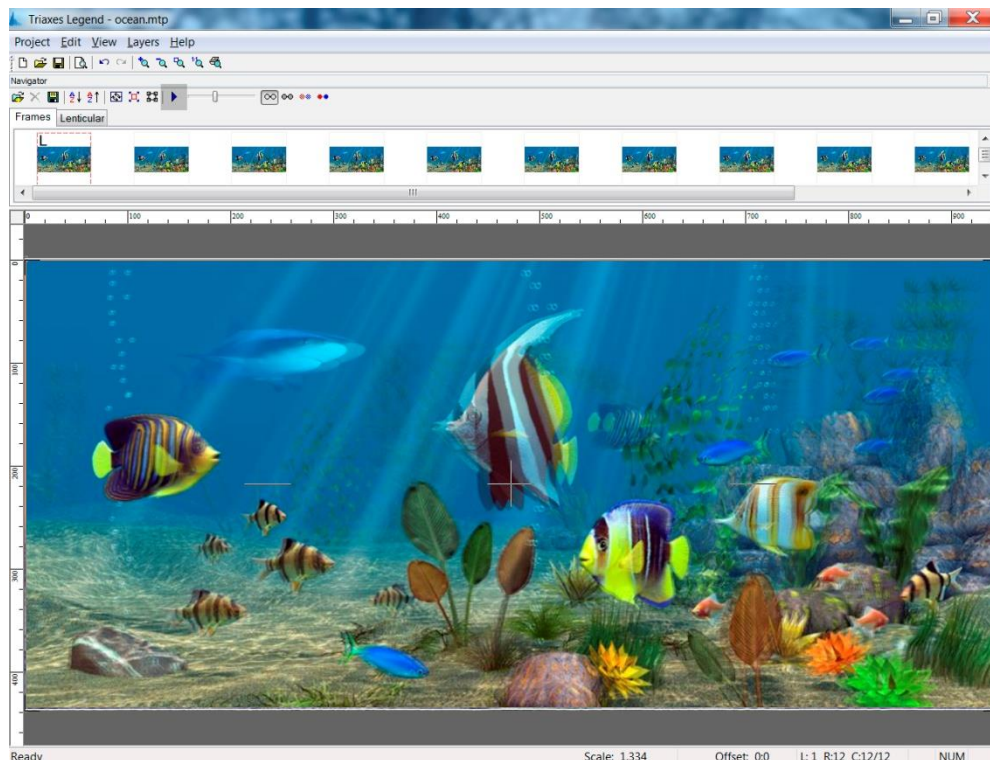 Triaxes Legend - ocean.mtp
Project Edit View Layers Help
Navigator
Frames Lenticular
L
0 100 200 300 400 500 600 700 800 900
0
100
200
300
400
Ready Scale: 1.334 Offset: 0:0 L: 1 R:12 C:12/12 NUM